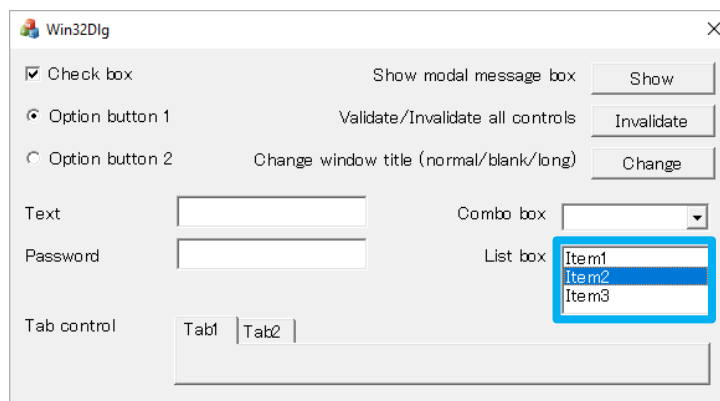 Win32Dlg
Check box
Show modal message box
Show
Option button 1
Validate/Invalidate all controls
Invalidate
Option button 2
Change window title (normal/blank/long)
Change
Text
Combo box
Password
List box
Item1
Item2
Item3
Tab control
Tab1
Tab2